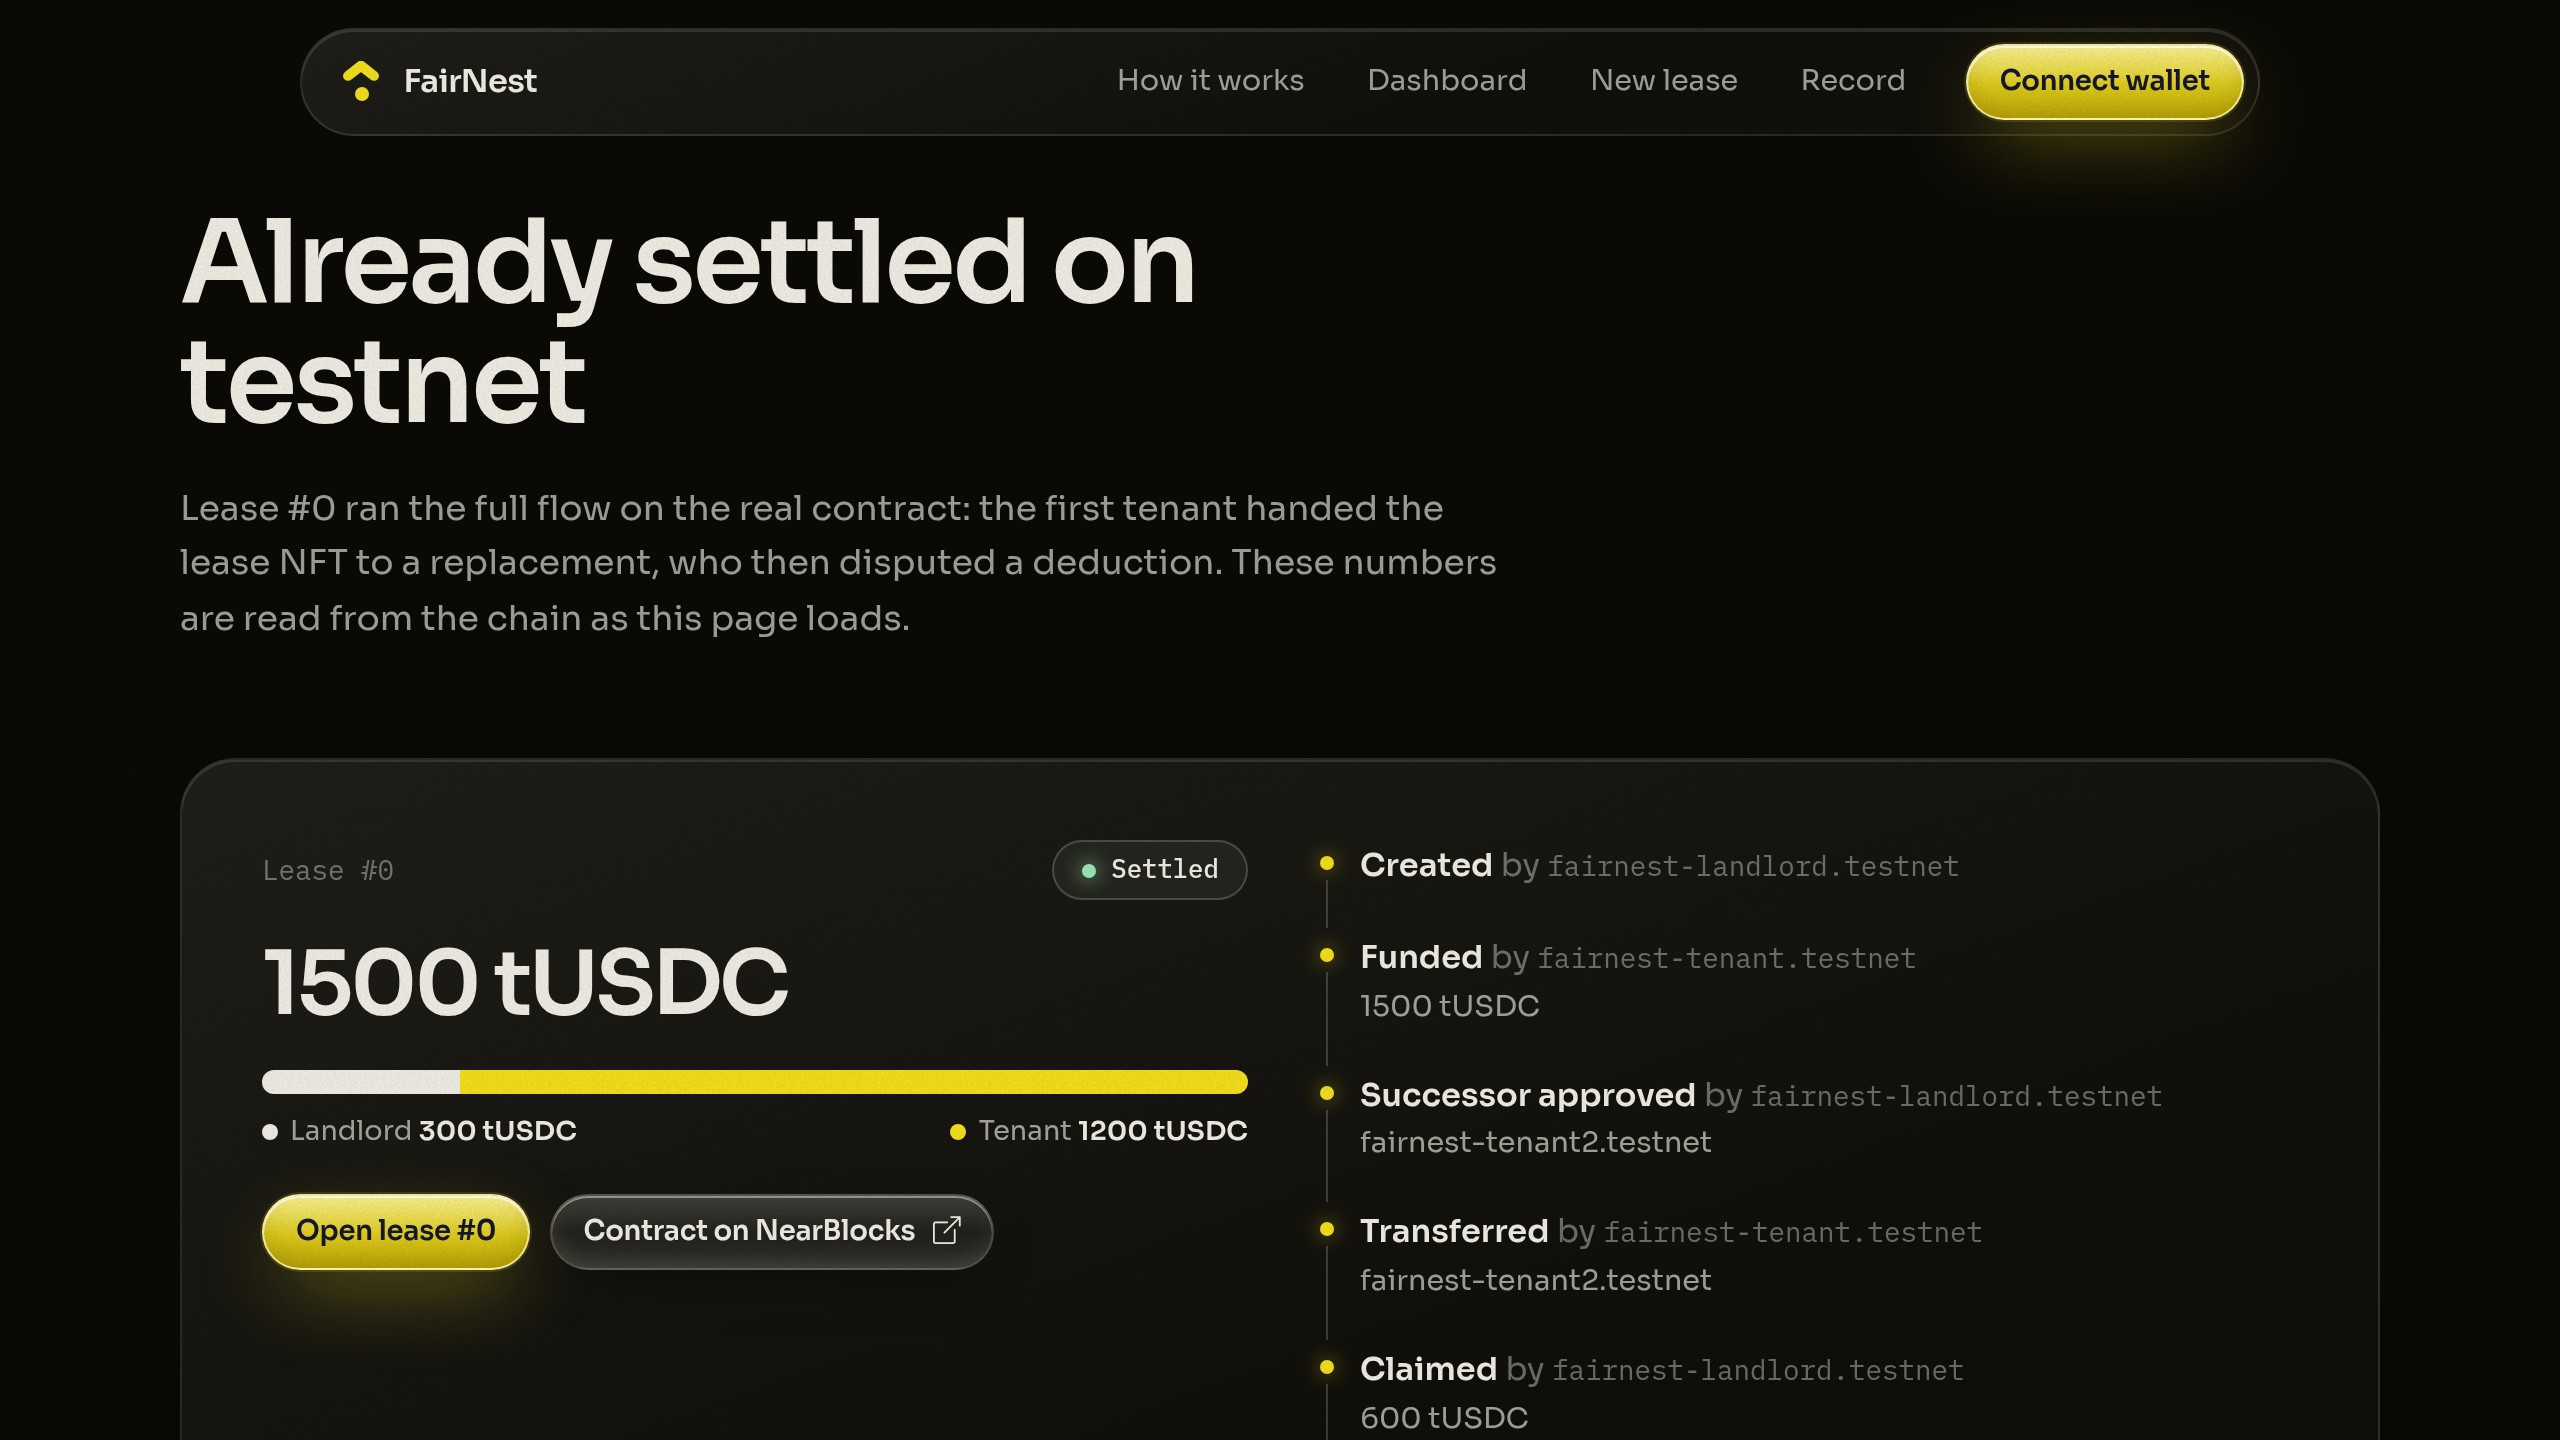 FairNest
How it works
Dashboard
New lease
Record
Connect wallet
Already settled on
testnet
Lease #0 ran the full flow on the real contract: the first tenant handed the
lease NFT to a replacement, who then disputed a deduction. These numbers
are read from the chain as this page loads.
Lease #0
Settled
1500 tUSDC
Landlord 300 tUSDC
Tenant 1200 tUSDC
Open lease #0
Contract on NearBlocks
Created by fairnest-landlord.testnet
Funded by fairnest-tenant.testnet
1500 tUSDC
Successor approved by fairnest-landlord.testnet
fairnest-tenant2.testnet
Transferred by fairnest-tenant.testnet
fairnest-tenant2.testnet
Claimed by fairnest-landlord.testnet
600 tUSDC